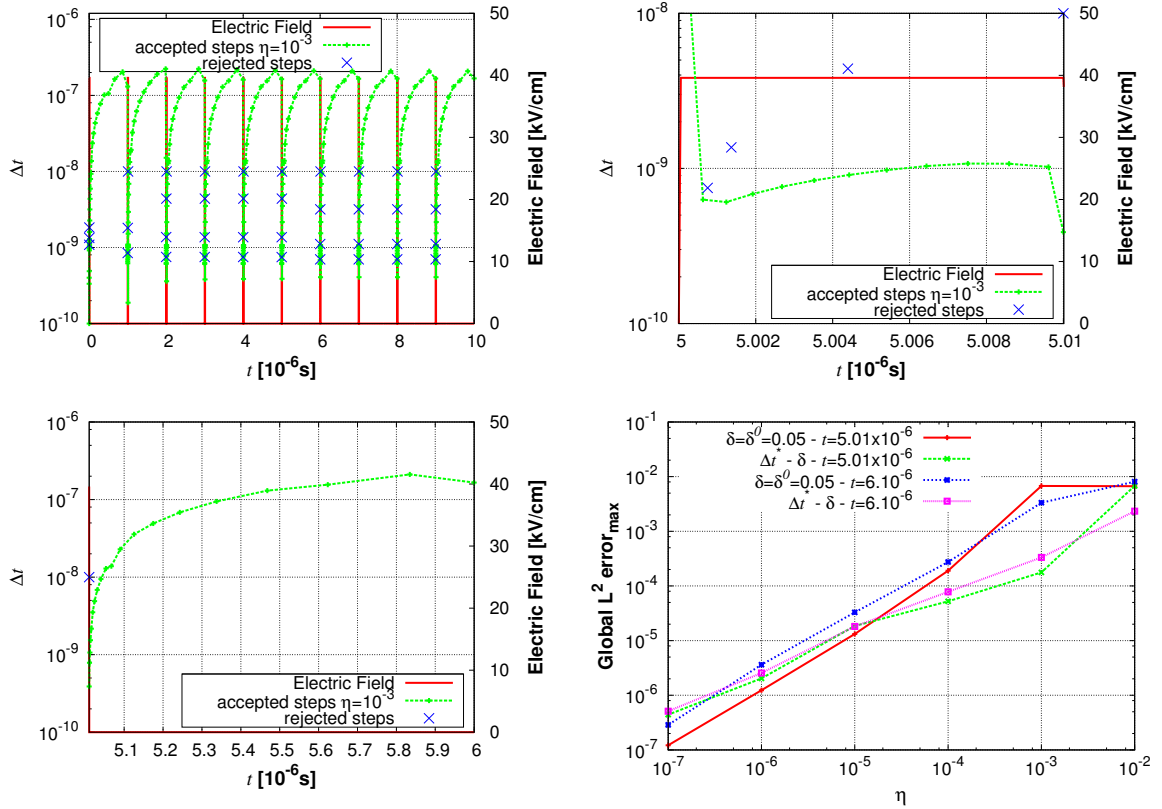 10⁻⁶
10⁻⁷
10⁻⁸
10⁻⁹
10⁻¹⁰
Δt
0 2 4 6 8 10
t [10⁻⁶s]
0
10
20
30
40
50
Electric Field [kV/cm]
Electric Field
accepted steps η=10⁻³
rejected steps
10⁻⁸
10⁻⁹
10⁻¹⁰
Δt
5 5.002 5.004 5.006 5.008 5.01
t [10⁻⁶s]
0
10
20
30
40
50
Electric Field [kV/cm]
Electric Field
accepted steps η=10⁻³
rejected steps
10⁻⁶
10⁻⁷
10⁻⁸
10⁻⁹
10⁻¹⁰
Δt
5.1 5.2 5.3 5.4 5.5 5.6 5.7 5.8 5.9 6
t [10⁻⁶s]
0
10
20
30
40
50
Electric Field [kV/cm]
Electric Field
accepted steps η=10⁻³
rejected steps
10⁻¹
10⁻²
10⁻³
10⁻⁴
10⁻⁵
10⁻⁶
10⁻⁷
Global L² error_max
10⁻⁷ 10⁻⁶ 10⁻⁵ 10⁻⁴ 10⁻³ 10⁻²
η
δ=δ⁰=0.05 - t=5.01x10⁻⁶
Δt* - δ - t=5.01x10⁻⁶
δ=δ⁰=0.05 - t=6.10⁻⁶
Δt* - δ - t=6.10⁻⁶